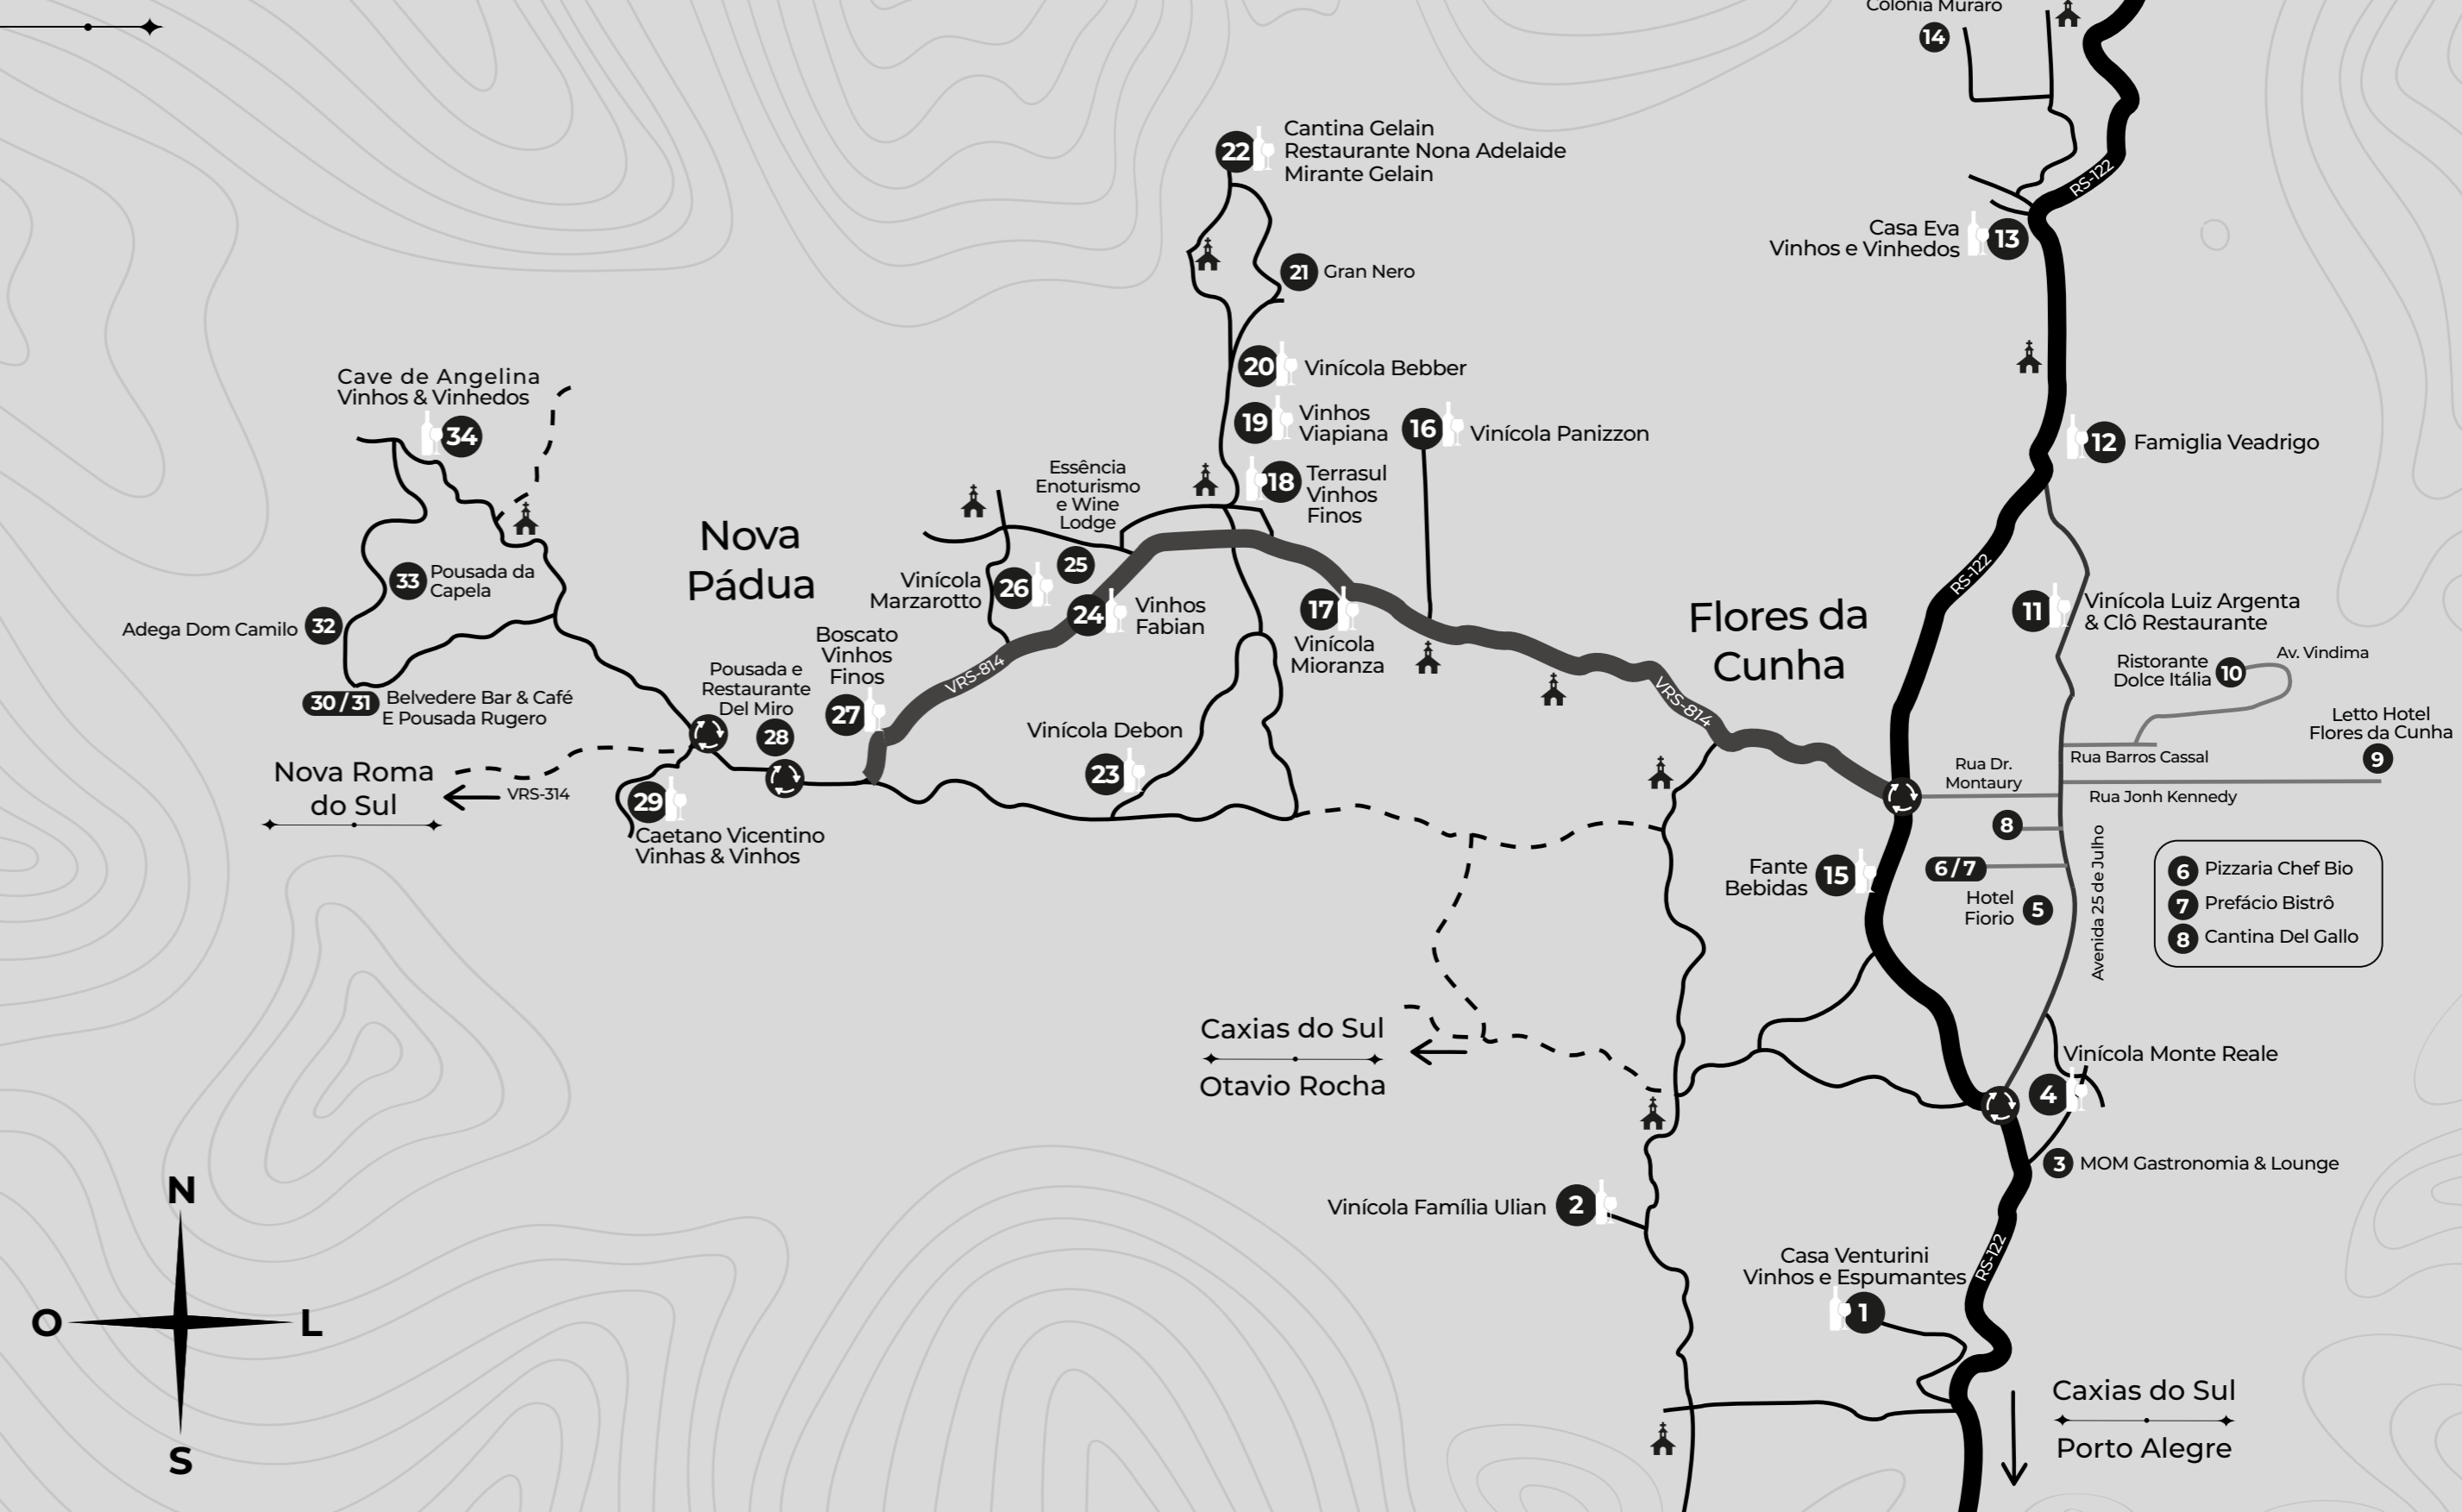 Colônia Muraro
14
22
Cantina Gelain
Restaurante Nona Adelaide
Mirante Gelain
RS-122
Casa Eva
Vinhos e Vinhedos
13
21
Gran Nero
20
Vinícola Bebber
19
Vinhos
Viapiana
16
Vinícola Panizzon
18
Terrasul
Vinhos
Finos
12
Famiglia Veadrigo
Cave de Angelina
Vinhos & Vinhedos
34
Essência
Enoturismo
e Wine
Lodge
25
Nova
Pádua
Vinícola
Marzarotto
26
24
Vinhos
Fabian
17
Vinícola
Mioranza
Flores da
Cunha
RS-122
11
Vinícola Luiz Argenta
& Clô Restaurante
33
Pousada da
Capela
Adega Dom Camilo
32
30 / 31
Belvedere Bar & Café
E Pousada Rugero
Boscato
Vinhos
Finos
27
VRS-814
VRS-814
Pousada e
Restaurante
Del Miro
28
Ristorante
Dolce Itália
10
Av. Vindima
Letto Hotel
Flores da Cunha
9
Rua Barros Cassal
Rua Dr.
Montaury
Rua Jonh Kennedy
Vinícola Debon
23
Nova Roma
do Sul
VRS-314
29
Caetano Vicentino
Vinhas & Vinhos
8
6 / 7
Fante
Bebidas
15
Hotel
Fiorio
5
Avenida 25 de Julho
6
Pizzaria Chef Bio
7
Prefácio Bistrô
8
Cantina Del Gallo
Caxias do Sul
Otavio Rocha
Vinícola Monte Reale
4
3
MOM Gastronomia & Lounge
Vinícola Família Ulian
2
RS-122
Casa Venturini
Vinhos e Espumantes
1
Caxias do Sul
Porto Alegre
N
O
L
S